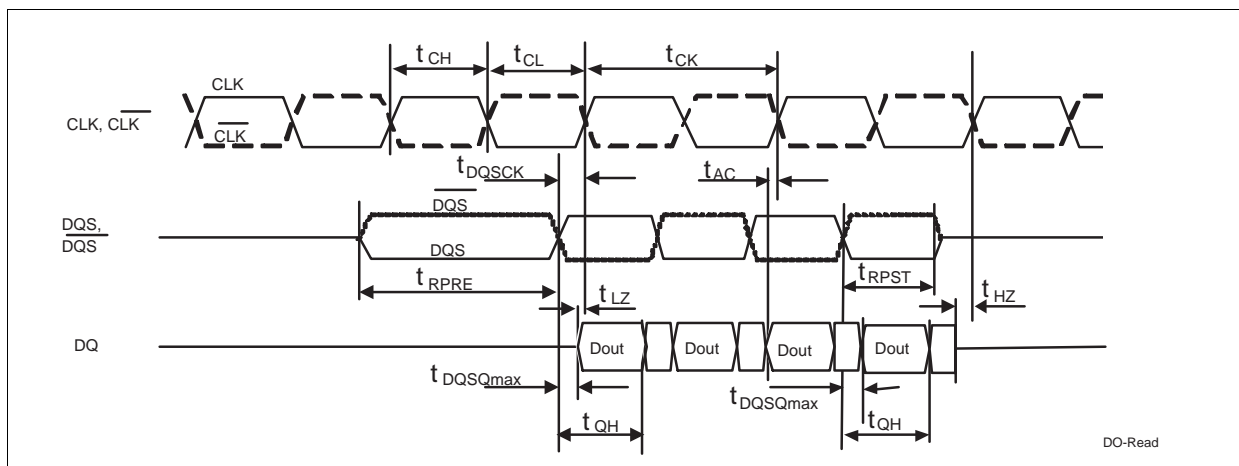 t CH
t CL
t CK
CLK
CLK, CLK
CLK
t DQSCK
t AC
DQS
DQS,
DQS
DQS
t RPRE
t RPST
t LZ
t HZ
DQ
Dout
Dout
Dout
Dout
t DQSQmax
t DQSQmax
t QH
t QH
DO-Read